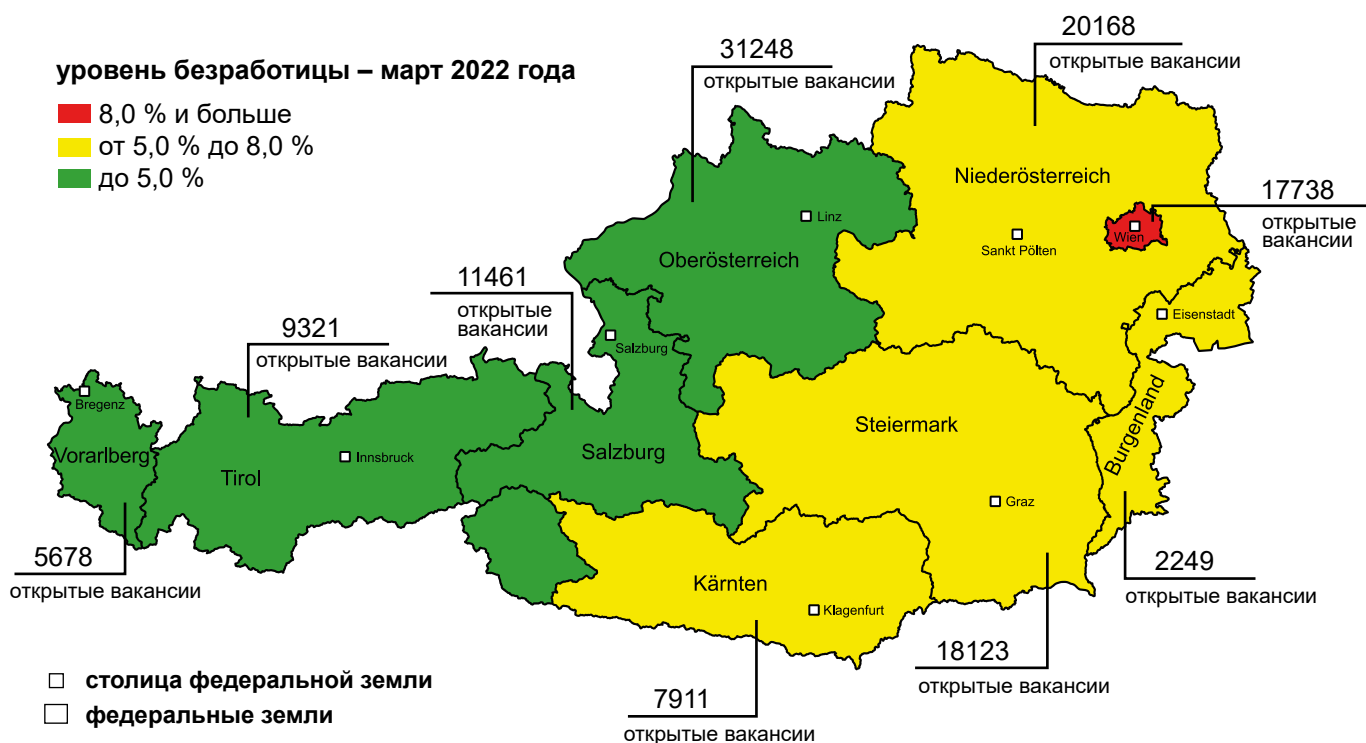 уровень безработицы – март 2022 года
8,0 % и больше
от 5,0 % до 8,0 %
до 5,0 %
31248
открытые вакансии
20168
открытые вакансии
17738
открытые
вакансии
11461
открытые
вакансии
9321
открытые вакансии
5678
открытые вакансии
7911
открытые вакансии
18123
открытые вакансии
2249
открытые вакансии
Niederösterreich
Sankt Pölten
Wien
Oberösterreich
Linz
Eisenstadt
Burgenland
Salzburg
Salzburg
Steiermark
Graz
Bregenz
Vorarlberg
Tirol
Innsbruck
Kärnten
Klagenfurt
столица федеральной земли
федеральные земли